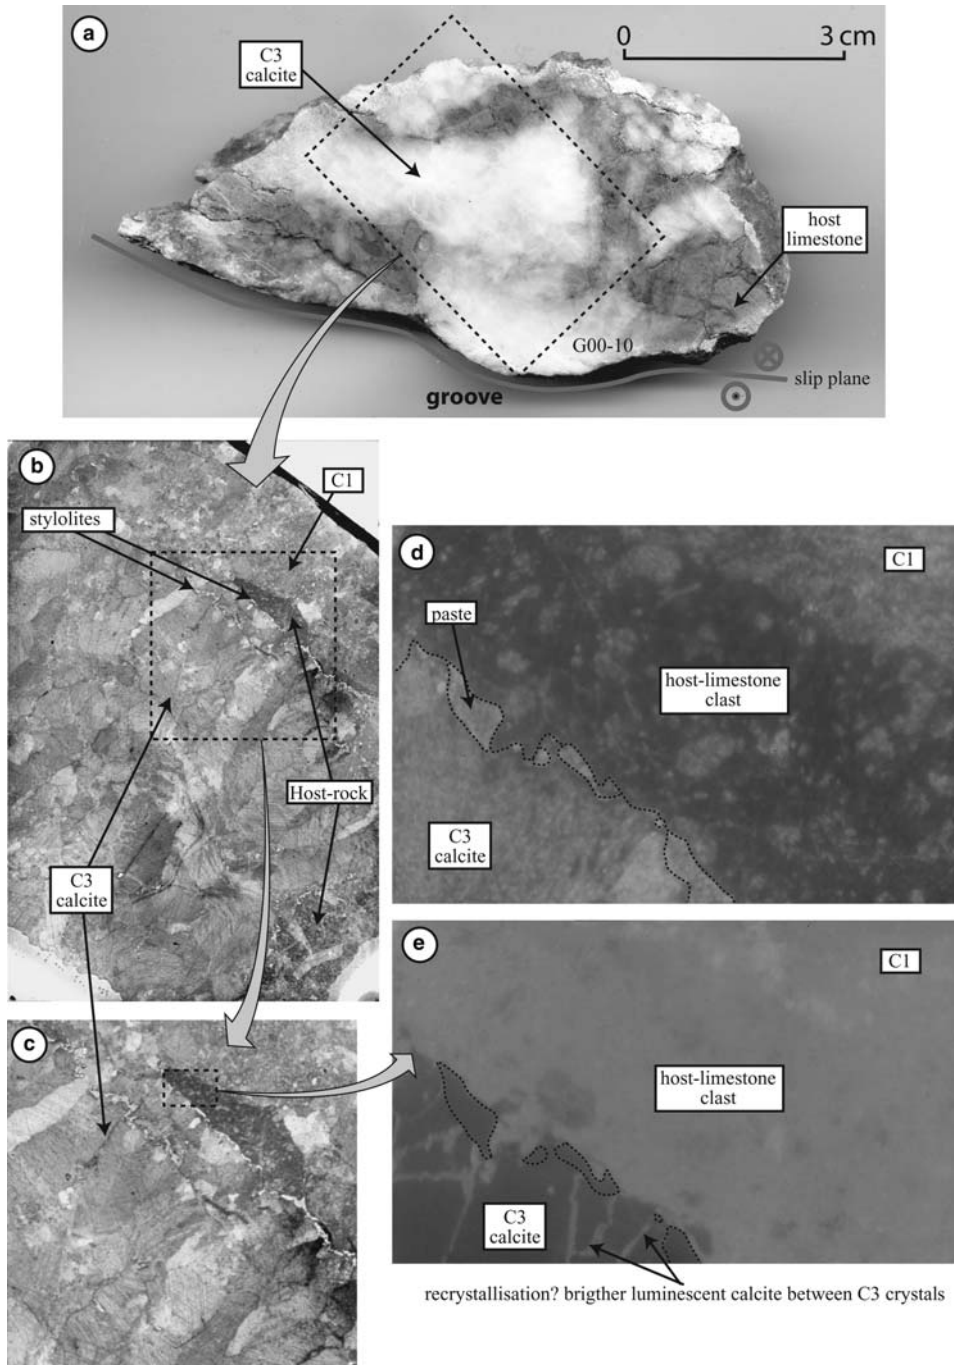 a
C3
calcite
0 3 cm
host
limestone
G00-10
slip plane
groove
b
C1
stylolites
Host-rock
C3
calcite
c
d
C1
paste
host-limestone
clast
C3
calcite
e
C1
host-limestone
clast
C3
calcite
recrystallisation? brigther luminescent calcite between C3 crystals